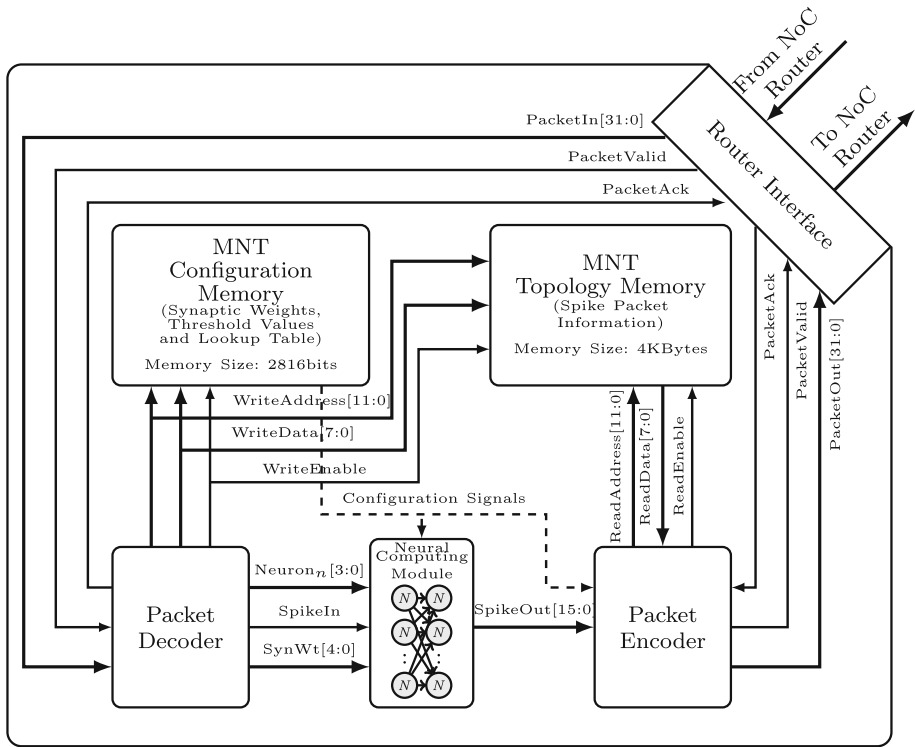 From NoC
Router
To NoC
Router
Router Interface
PacketIn[31:0]
PacketValid
PacketAck
MNT
Configuration
Memory
(Synaptic Weights,
Threshold Values
and Lookup Table)
Memory Size: 2816bits
MNT
Topology Memory
(Spike Packet
Information)
Memory Size: 4KBytes
PacketAck
PacketValid
PacketOut[31:0]
WriteAddress[11:0]
WriteData[7:0]
WriteEnable
ReadAddress[11:0]
ReadData[7:0]
ReadEnable
Configuration Signals
Packet
Decoder
Neuronₙ[3:0]
SpikeIn
SynWt[4:0]
Neural
Computing
Module
N N
N N
⋮ ⋮
N N
SpikeOut[15:0]
Packet
Encoder